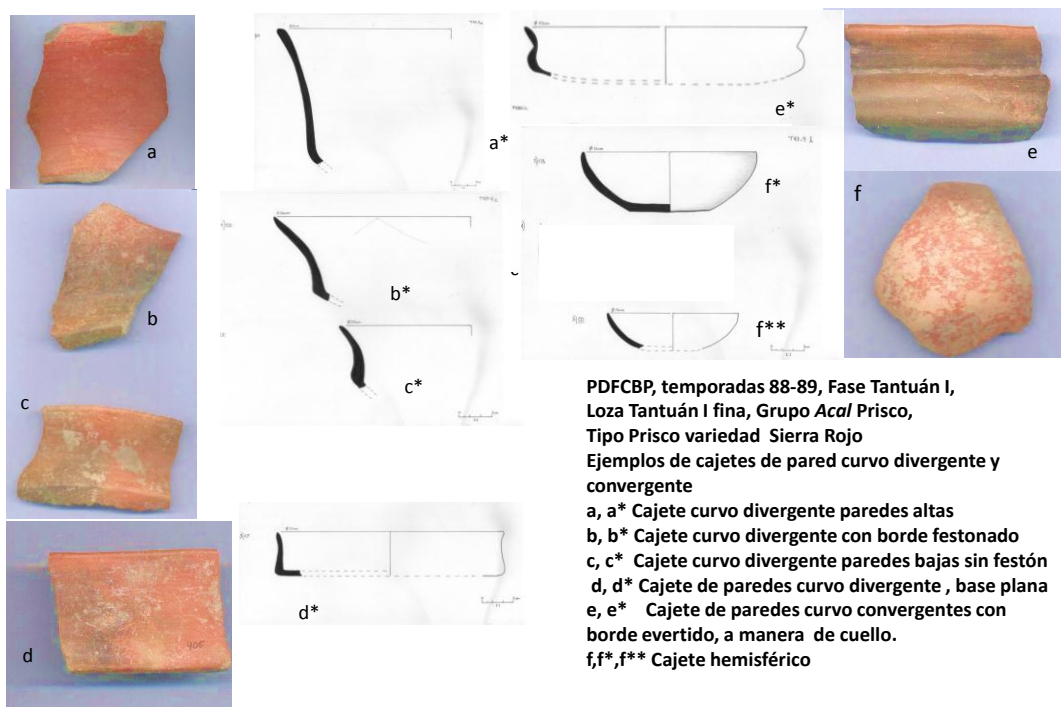 a
a*
e*
e
f*
f
b
b*
f**
c
c*
d*
d
405
PDFCBP, temporadas 88-89, Fase Tantuán I,
Loza Tantuán I fina, Grupo Acal Prisco,
Tipo Prisco variedad Sierra Rojo
Ejemplos de cajetes de pared curvo divergente y
convergente
a, a* Cajete curvo divergente paredes altas
b, b* Cajete curvo divergente con borde festonado
c, c* Cajete curvo divergente paredes bajas sin festón
d, d* Cajete de paredes curvo divergente , base plana
e, e* Cajete de paredes curvo convergentes con
borde evertido, a manera de cuello.
f,f*,f** Cajete hemisférico